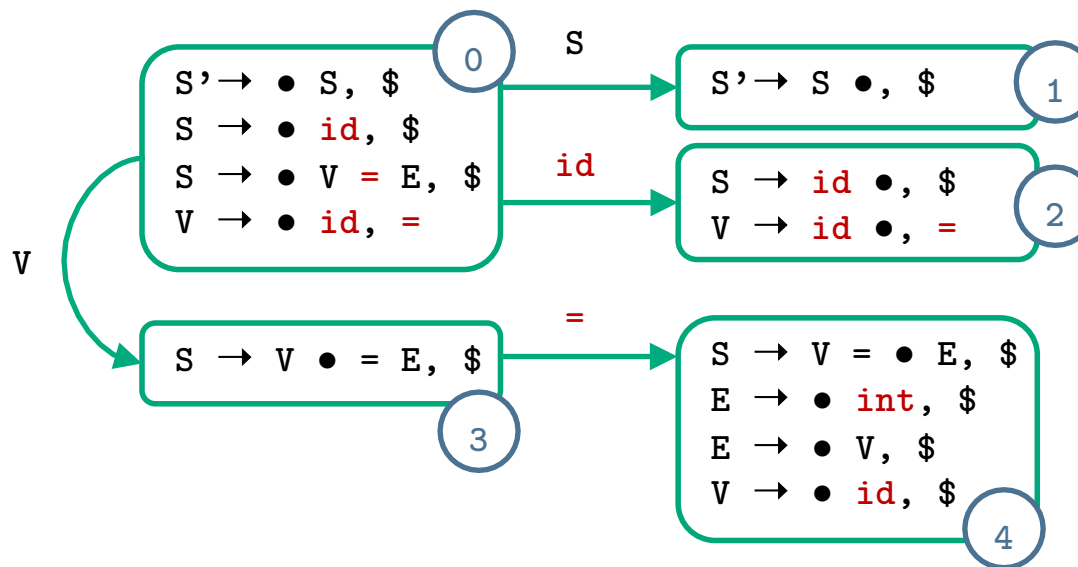 S
0
S’→ ● S, $
S → ● id, $
S → ● V = E, $
V → ● id, =
S’→ S ●, $
1
id
S → id ●, $
V → id ●, =
2
V
=
S → V ● = E, $
3
S → V = ● E, $
E → ● int, $
E → ● V, $
V → ● id, $
4